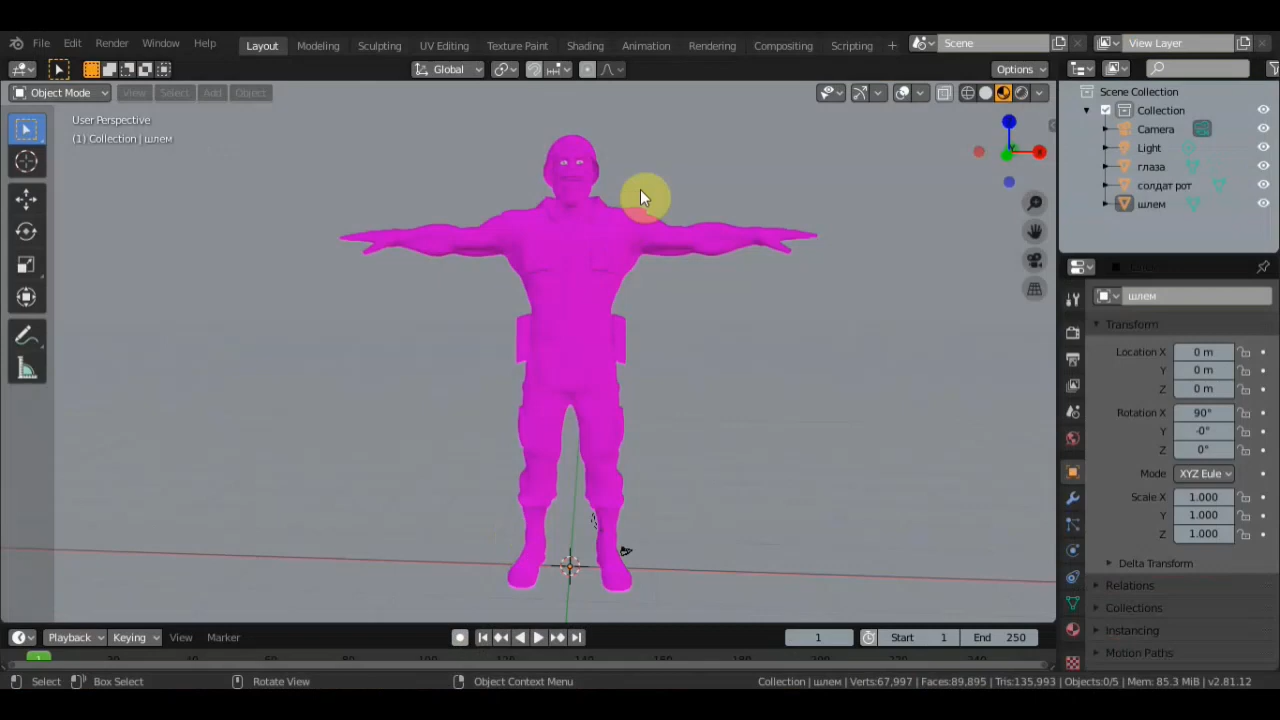 File Edit Render Window Help Layout Modeling Sculpting UV Editing Texture Paint Shading Animation Rendering Compositing Scripting + Scene View Layer
Global Options
Object Mode View Select Add Object
User Perspective
(1) Collection | шлем
Scene Collection
Collection
Camera
Light
глаза
солдат рот
шлем
X
шлем
Transform
Location X 0 m
Y 0 m
Z 0 m
Rotation X 90°
Y -0°
Z 0°
Mode XYZ Eule
Scale X 1.000
Y 1.000
Z 1.000
Delta Transform
Relations
Collections
Instancing
Motion Paths
Playback Keying View Marker 1 Start 1 End 250
1
Select Box Select Rotate View Object Context Menu Collection | шлем | Verts:67,997 | Faces:89,895 | Tris:135,993 | Objects:0/5 | Mem: 85.3 MiB | v2.81.12